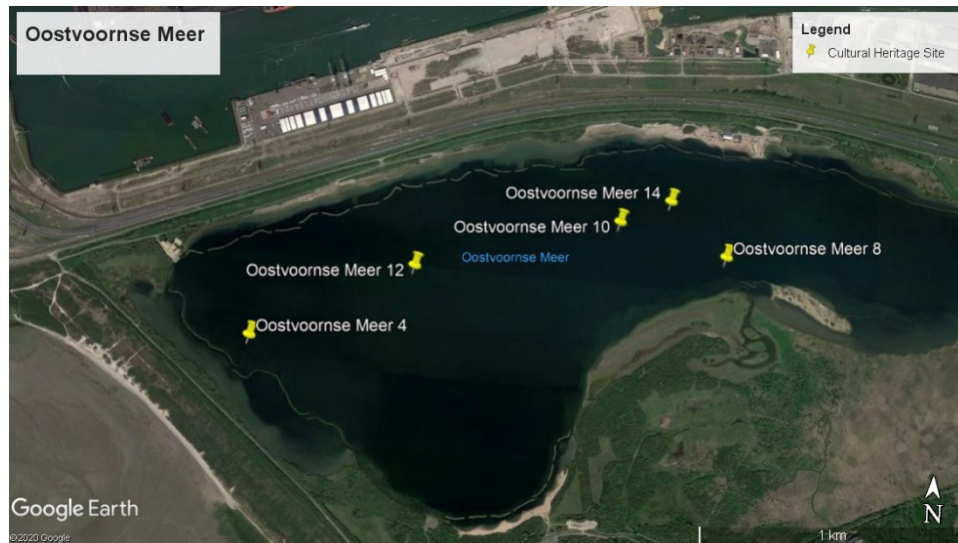 Oostvoornse Meer
Legend
Cultural Heritage Site
Oostvoornse Meer 14
Oostvoornse Meer 10
Oostvoornse Meer 8
Oostvoornse Meer 12
Oostvoornse Meer
Oostvoornse Meer 4
Google Earth
N
©2020 Google
1 km